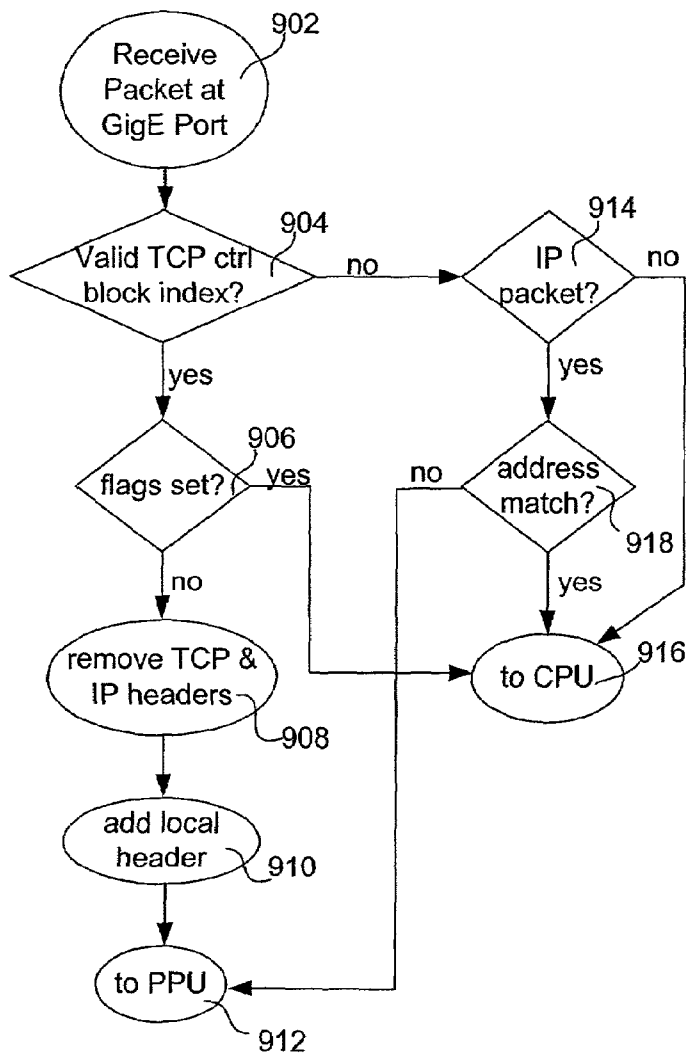 902
Receive
Packet at
GigE Port
904
Valid TCP ctrl
block index?
no
914
IP
packet?
no
yes
yes
906
flags set?
yes
no
address
match?
918
no
yes
remove TCP &
IP headers
908
to CPU
916
add local
header
910
to PPU
912